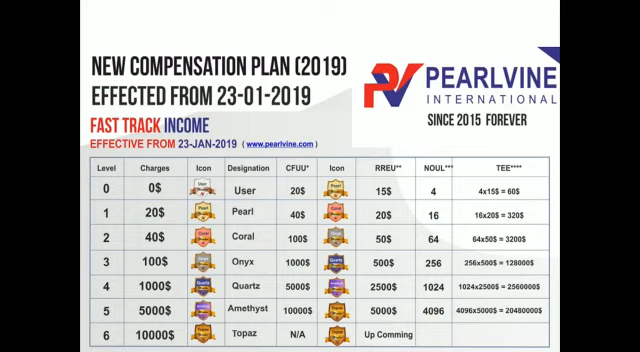 NEW COMPENSATION PLAN (2019)
EFFECTED FROM 23-01-2019
FAST TRACK INCOME
EFFECTIVE FROM 23-JAN-2019 ( www.pearlvine.com )
PV PEARLVINE
INTERNATIONAL
SINCE 2015 FOREVER
Level Charges Icon Designation CFUU* Icon RREU** NOUL*** TEE****
0 0$ User User 20$ Pearl 15$ 4 4x15$ = 60$
1 20$ Pearl Pearl 40$ Coral 20$ 16 16x20$ = 320$
2 40$ Coral Coral 100$ Onyx 50$ 64 64x50$ = 3200$
3 100$ Onyx Onyx 1000$ Quartz 500$ 256 256x500$ = 128000$
4 1000$ Quartz Quartz 5000$ 2500$ 1024 1024x2500$ = 2560000$
5 5000$ Amethyst 10000$ Topaz 5000$ 4096 4096x5000$ = 20480000$
6 10000$ Topaz Topaz N/A Topaz Up Comming